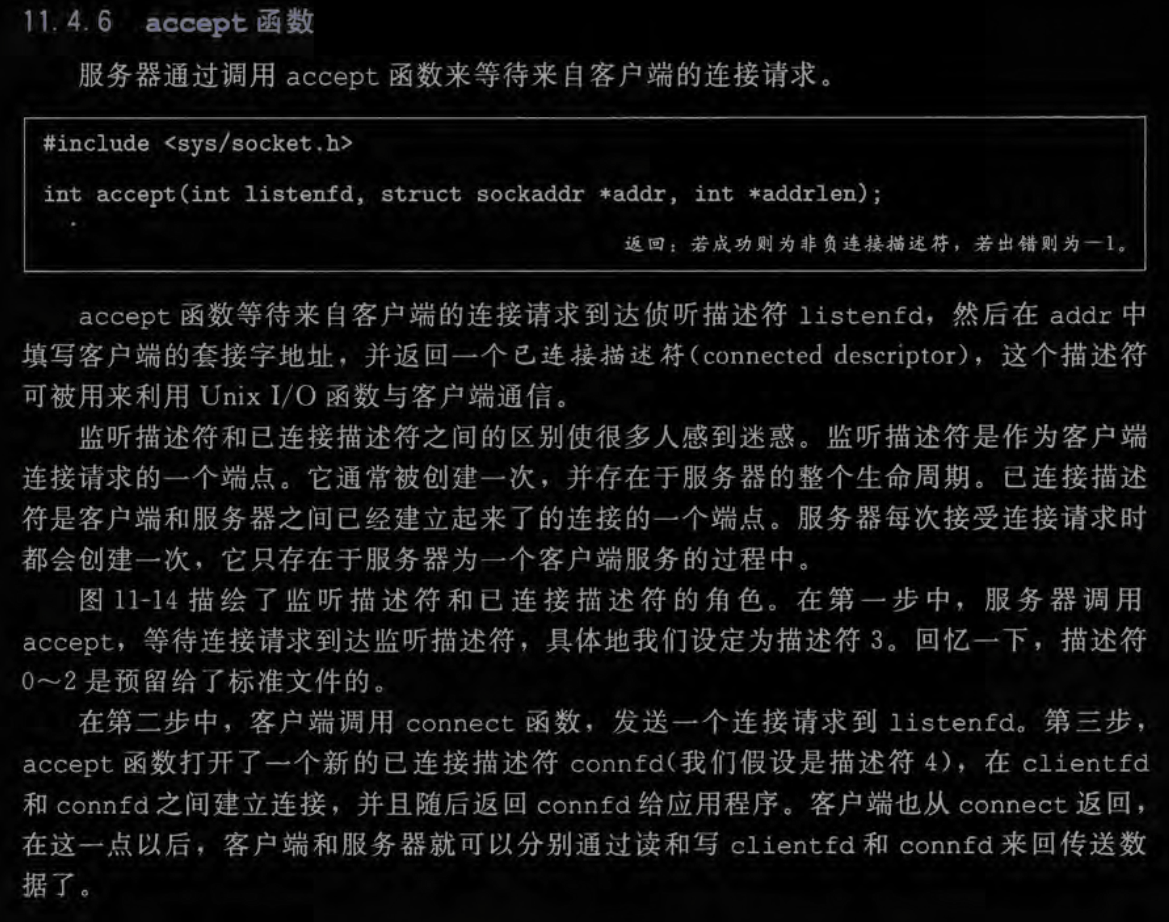 11.4.6 accept 函数
服务器通过调用 accept 函数来等待来自客户端的连接请求。
#include <sys/socket.h>
int accept(int listenfd, struct sockaddr *addr, int *addrlen);
返回：若成功则为非负连接描述符，若出错则为－1。
accept 函数等待来自客户端的连接请求到达侦听描述符 listenfd，然后在 addr 中
填写客户端的套接字地址，并返回一个已连接描述符(connected descriptor)，这个描述符
可被用来利用 Unix I/O 函数与客户端通信。
监听描述符和已连接描述符之间的区别使很多人感到迷惑。监听描述符是作为客户端
连接请求的一个端点。它通常被创建一次，并存在于服务器的整个生命周期。已连接描述
符是客户端和服务器之间已经建立起来了的连接的一个端点。服务器每次接受连接请求时
都会创建一次，它只存在于服务器为一个客户端服务的过程中。
图 11-14 描绘了监听描述符和已连接描述符的角色。在第一步中，服务器调用
accept，等待连接请求到达监听描述符，具体地我们设定为描述符 3。回忆一下，描述符
0～2 是预留给了标准文件的。
在第二步中，客户端调用 connect 函数，发送一个连接请求到 listenfd。第三步，
accept 函数打开了一个新的已连接描述符 connfd(我们假设是描述符 4)，在 clientfd
和 connfd 之间建立连接，并且随后返回 connfd 给应用程序。客户端也从 connect 返回，
在这一点以后，客户端和服务器就可以分别通过读和写 clientfd 和 connfd 来回传送数
据了。